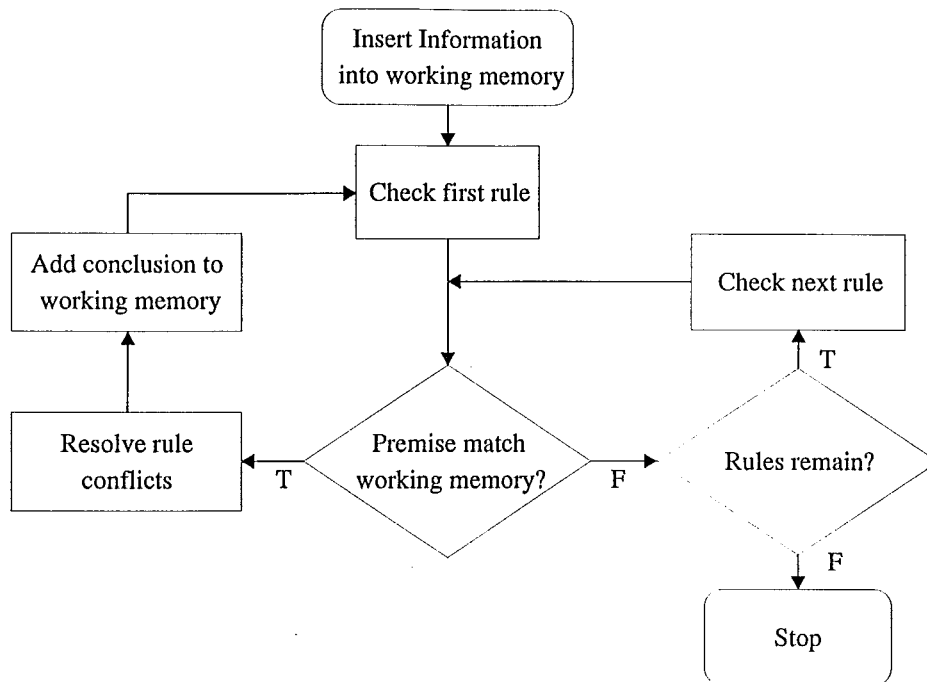 Insert Information
into working memory
Check first rule
Add conclusion to
working memory
Check next rule
T
Resolve rule
conflicts
T
Premise match
working memory?
F
Rules remain?
F
Stop